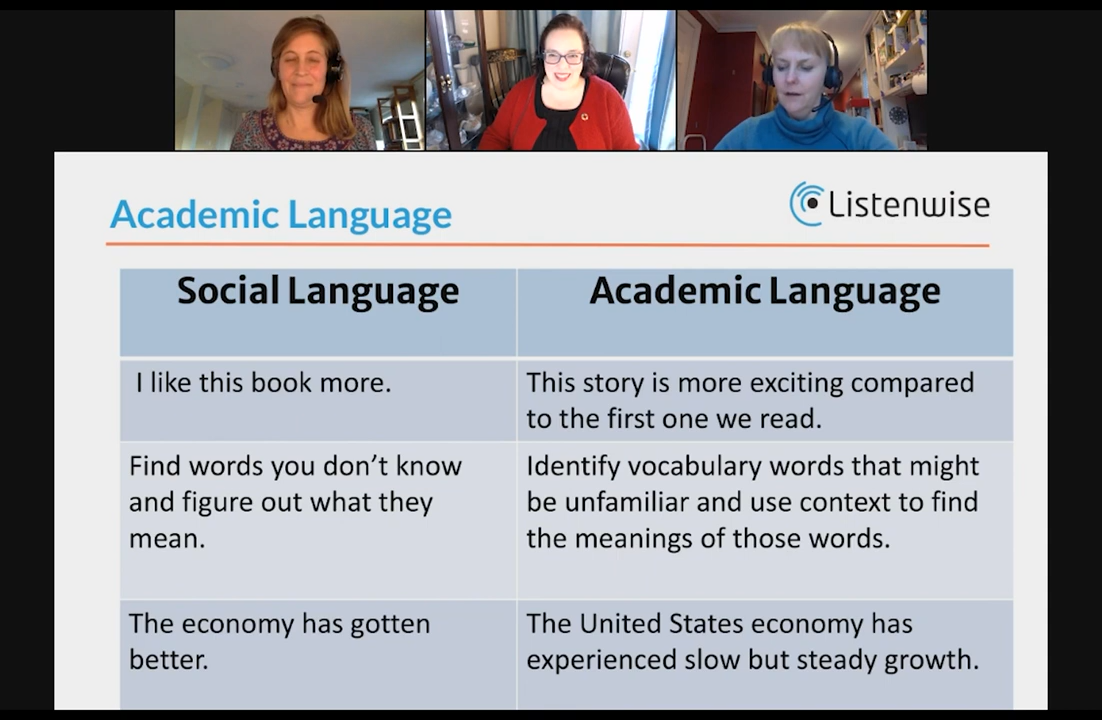 Academic Language
Listenwise
Social Language
Academic Language
I like this book more.
This story is more exciting compared
to the first one we read.
Find words you don't know
and figure out what they
mean.
Identify vocabulary words that might
be unfamiliar and use context to find
the meanings of those words.
The economy has gotten
better.
The United States economy has
experienced slow but steady growth.